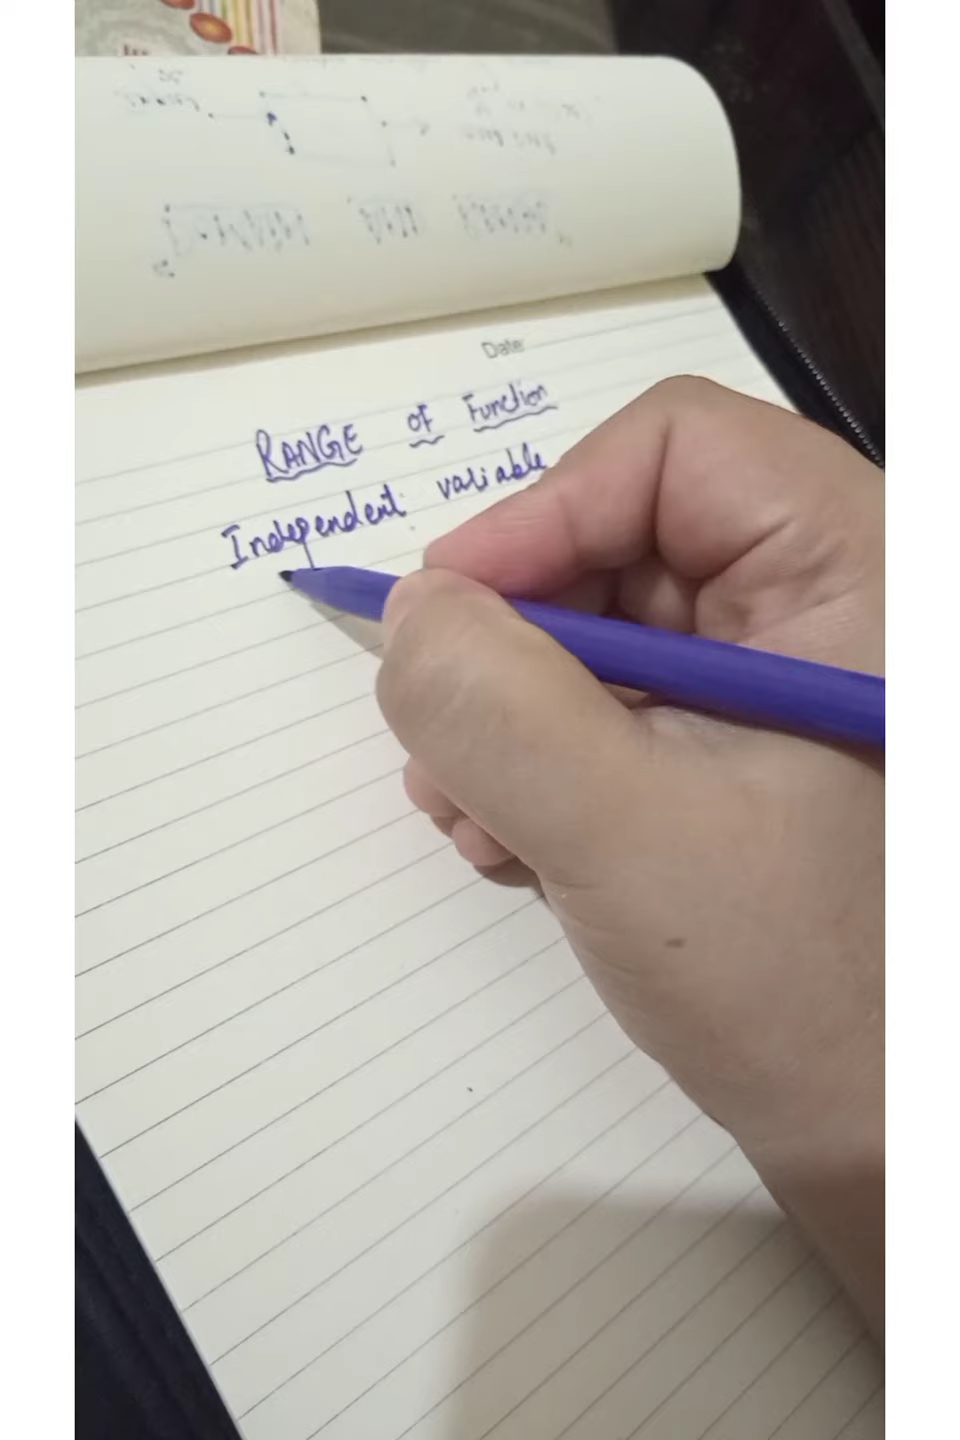 Date:
RANGE of Function
Independent variable